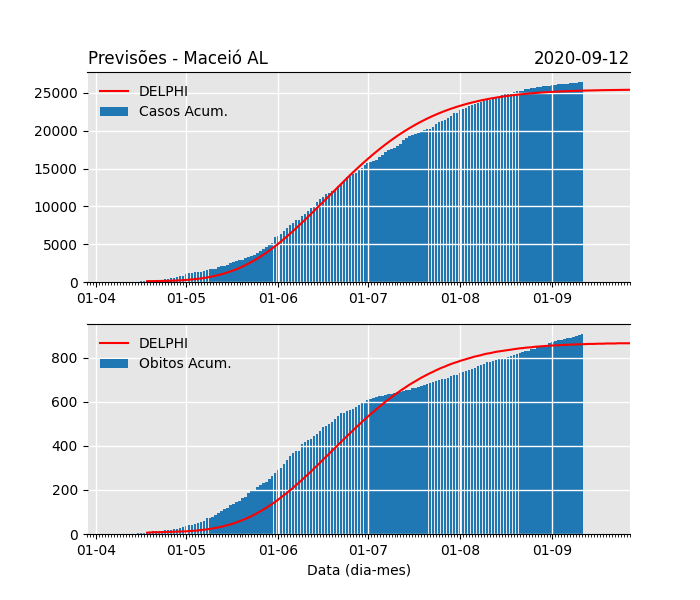 Previsões - Maceió AL 2020-09-12
DELPHI
Casos Acum.
25000
20000
15000
10000
5000
0
01-04 01-05 01-06 01-07 01-08 01-09
DELPHI
Obitos Acum.
800
600
400
200
0
01-04 01-05 01-06 01-07 01-08 01-09
Data (dia-mes)